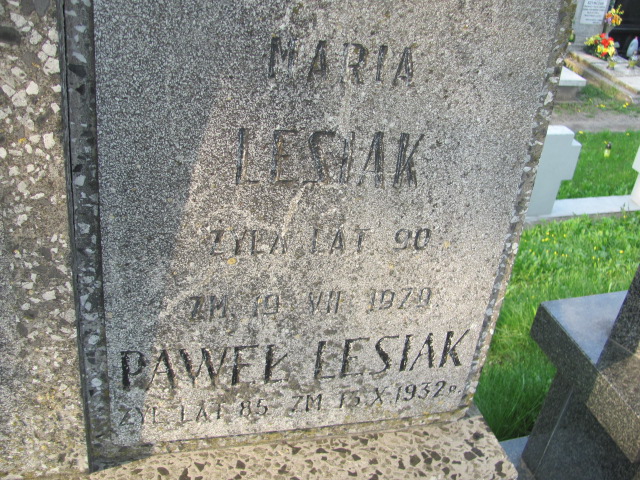 MARIA
LESIAK
ŻYŁA LAT 90
ZM 19 VII 1979
PAWEŁ LESIAK
ŻYŁ LAT 85 ZM 15 X 1932 R.